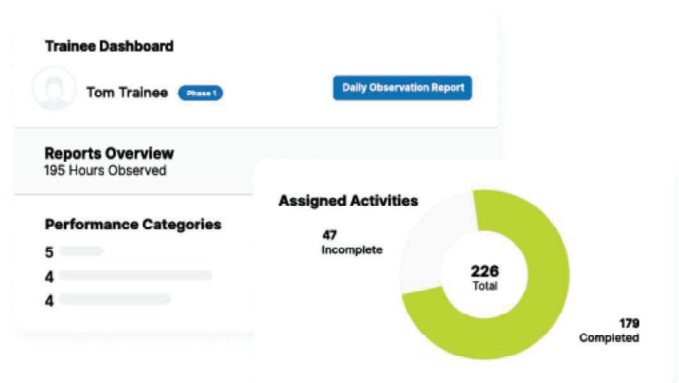 Trainee Dashboard
Tom Trainee Phase 1
Daily Observation Report
Reports Overview
195 Hours Observed
Performance Categories
5
4
4
Assigned Activities
47
Incomplete
226
Total
179
Completed